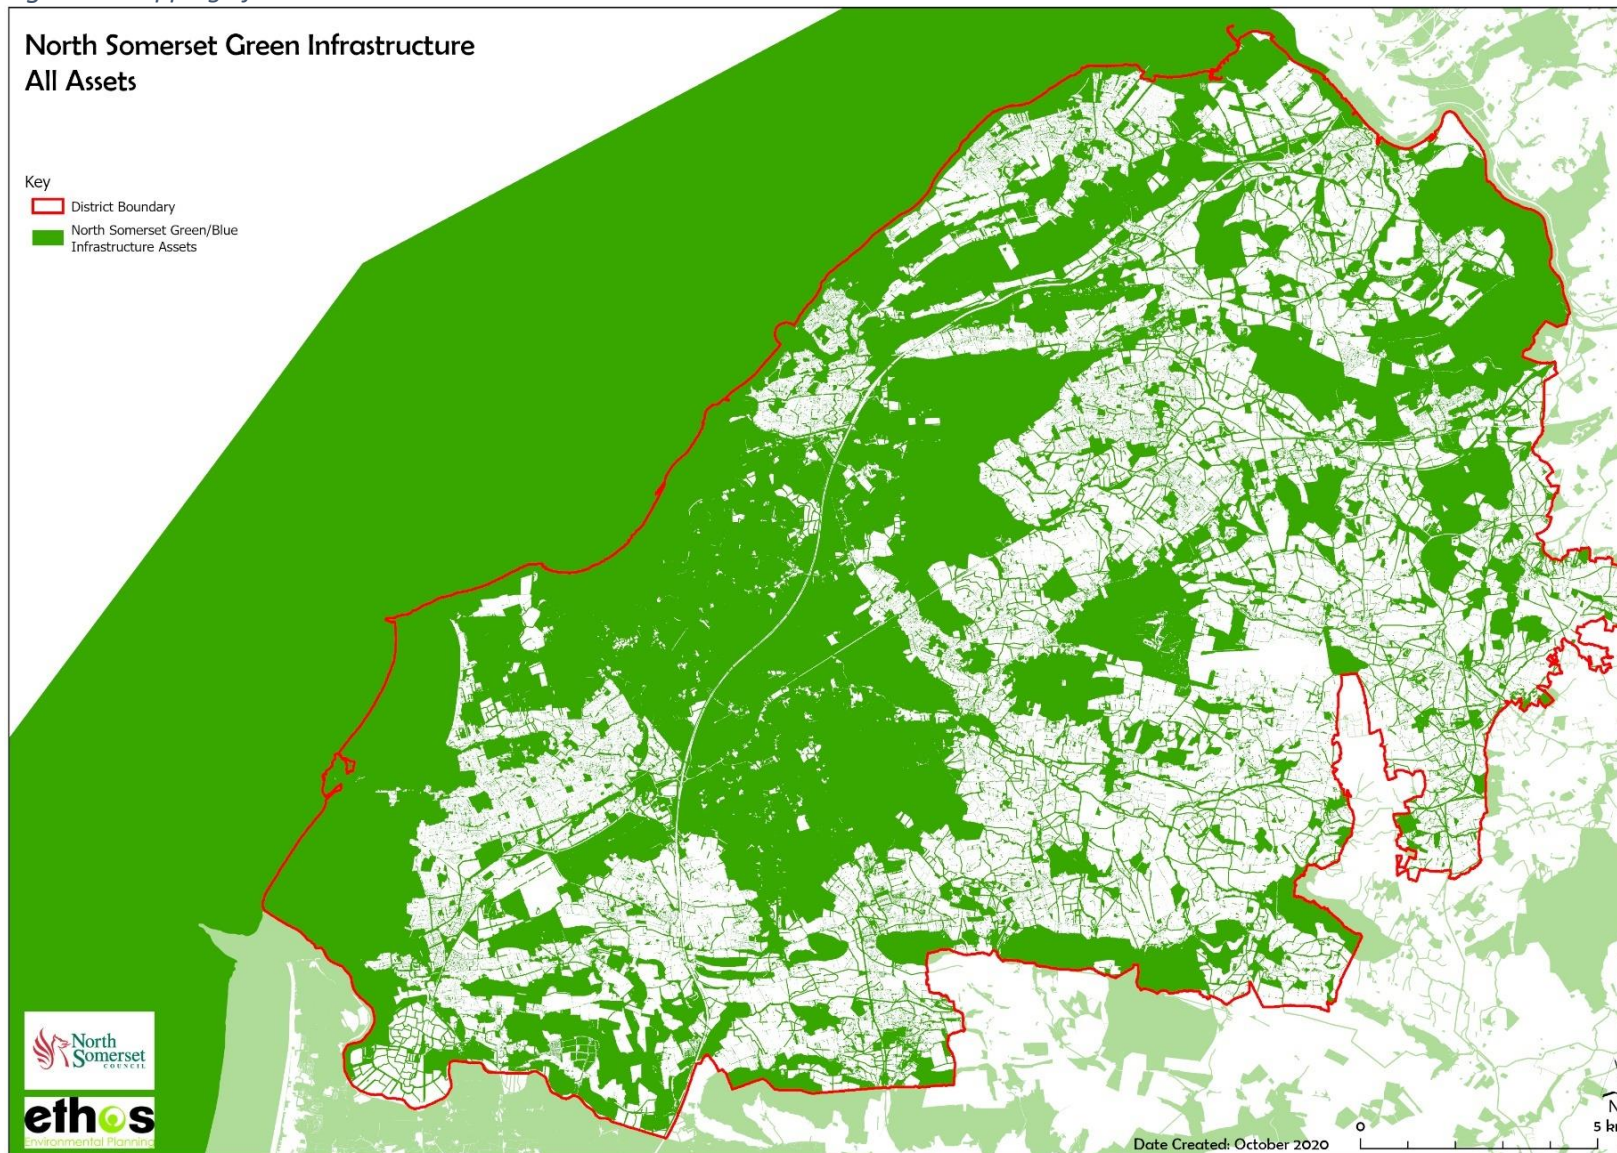 North Somerset Green Infrastructure
All Assets
Key
District Boundary
North Somerset Green/Blue
Infrastructure Assets
North
Somerset
COUNCIL
ethos
Environmental Planning
Date Created: October 2020
0
N
5 k